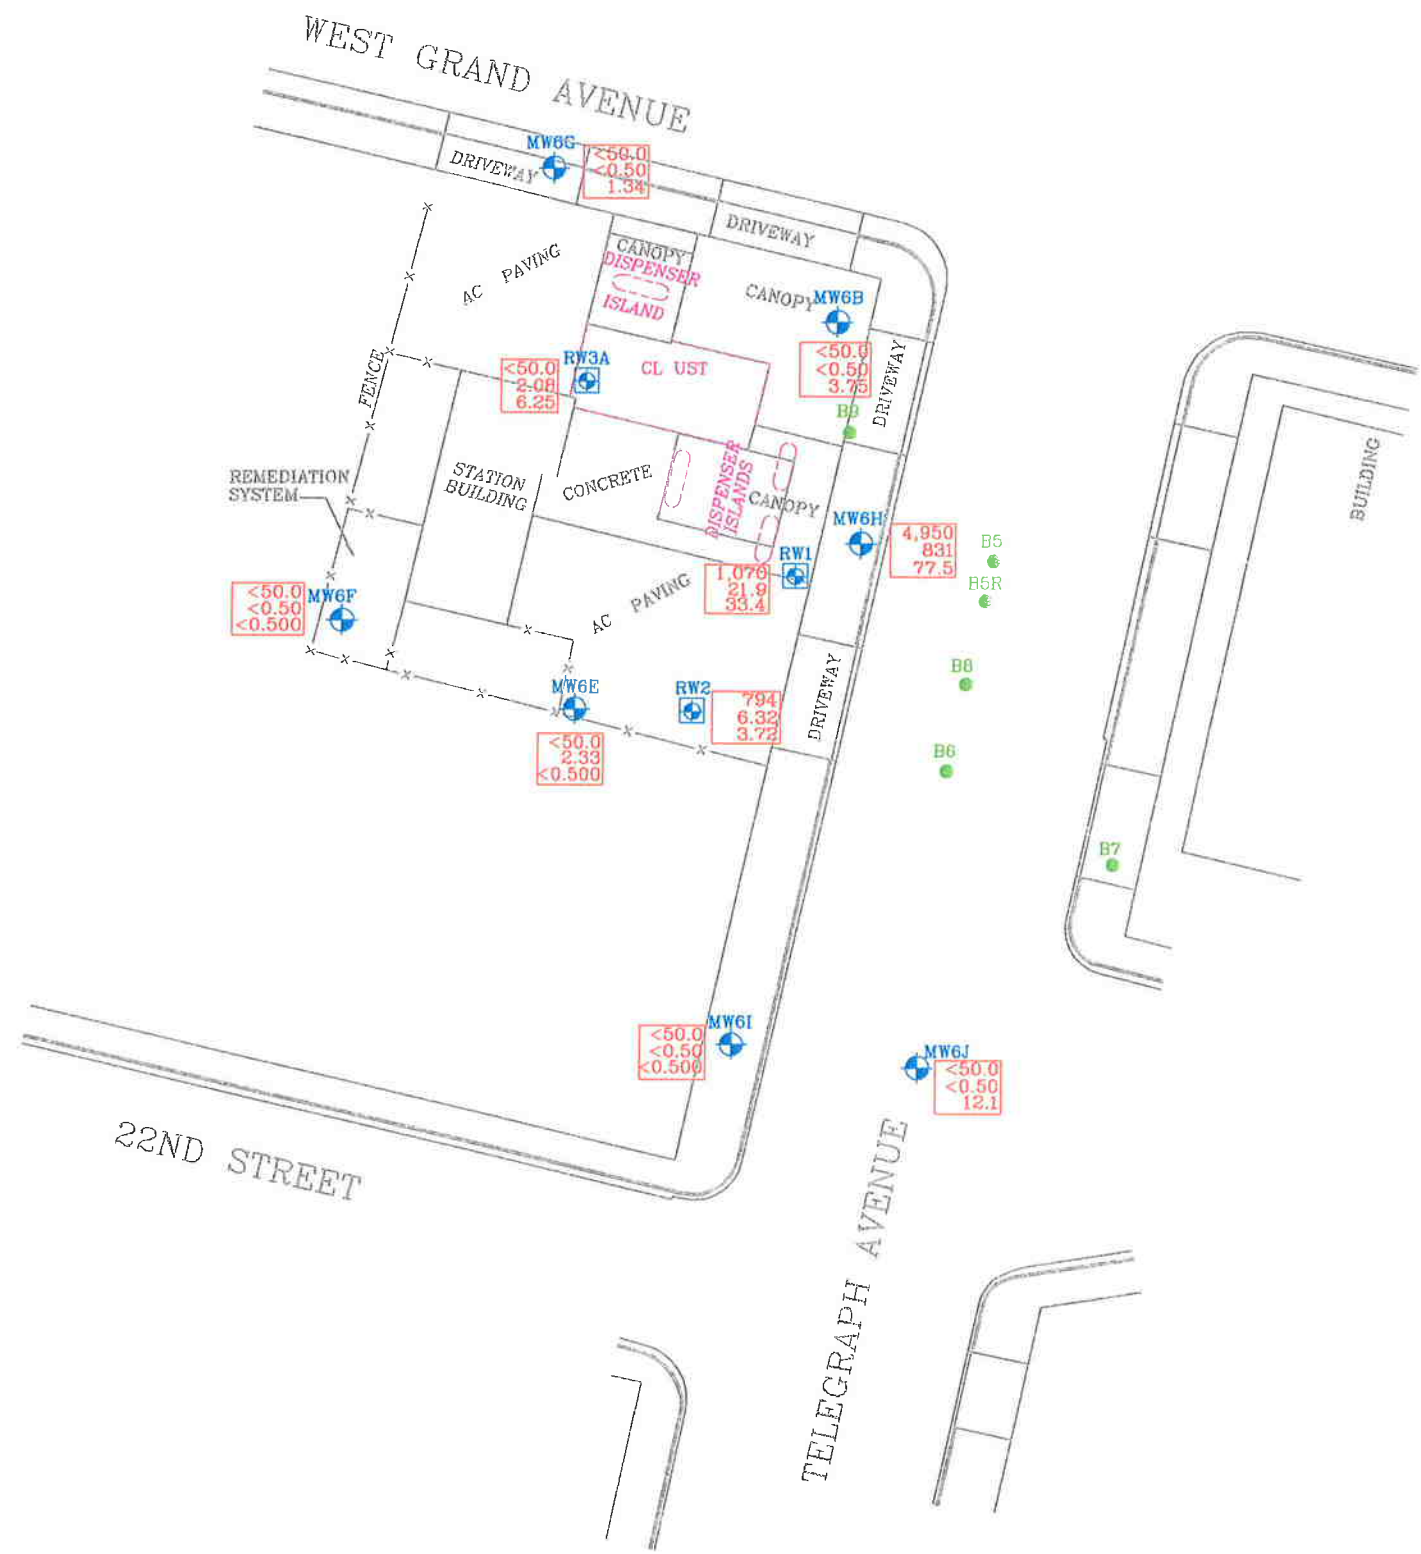 WEST GRAND AVENUE
MW6G
<50.0
<0.50
1.34
DRIVEWAY
DRIVEWAY
CANOPY
DISPENSER
ISLAND
AC PAVING
CANOPY
MW6B
<50.0
<0.50
3.75
FENCE
RW3A
<50.0
2.08
6.25
CL UST
DRIVEWAY
B9
BUILDING
REMEDIATION
SYSTEM
STATION
BUILDING
CONCRETE
DISPENSER
ISLANDS
CANOPY
MW6H
4,950
831
77.5
B5
B5R
RW1
1,070
21.9
33.4
AC PAVING
MW6F
<50.0
<0.50
<0.500
B8
MW6E
<50.0
2.33
<0.500
RW2
794
6.32
3.72
DRIVEWAY
B6
B7
MW6I
<50.0
<0.50
<0.500
MW6J
<50.0
<0.50
12.1
22ND STREET
TELEGRAPH AVENUE